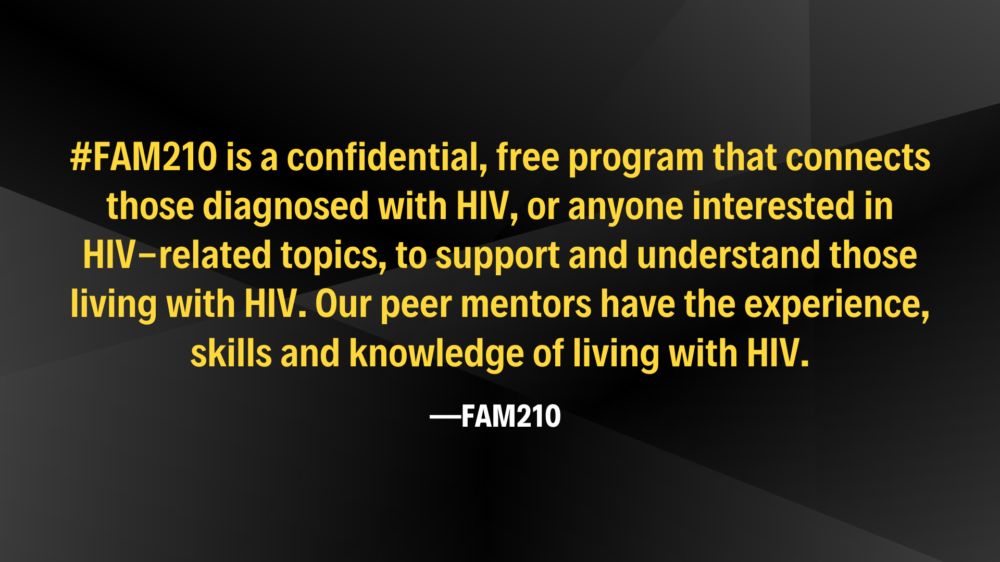 #FAM210 is a confidential, free program that connects
those diagnosed with HIV, or anyone interested in
HIV–related topics, to support and understand those
living with HIV. Our peer mentors have the experience,
skills and knowledge of living with HIV.
—FAM210